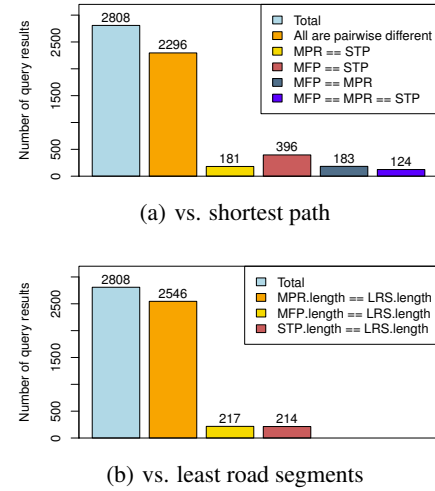 Number of query results
0 500 1500 2500
2808
2296
181
396
183
124
Total
All are pairwise different
MPR == STP
MFP == STP
MFP == MPR
MFP == MPR == STP
(a) vs. shortest path
Number of query results
0 500 1500 2500
2808
2546
217
214
Total
MPR.length == LRS.length
MFP.length == LRS.length
STP.length == LRS.length
(b) vs. least road segments